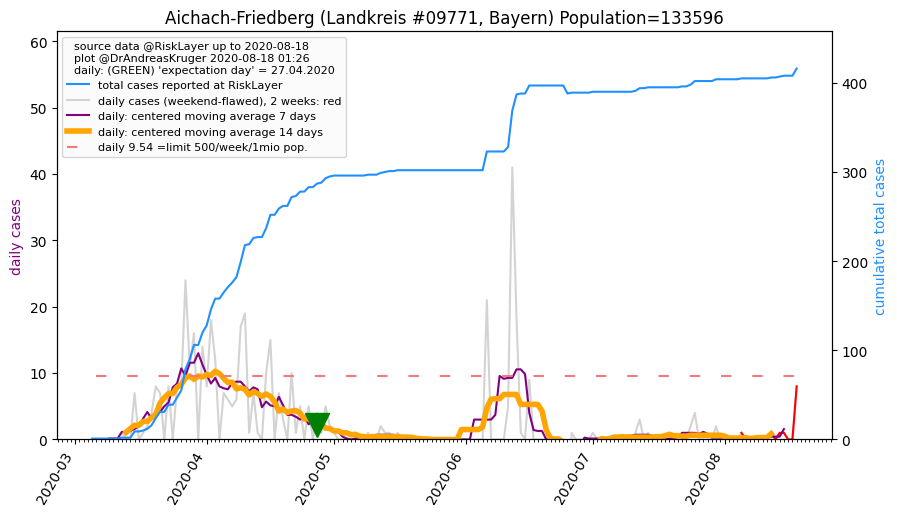 Aichach-Friedberg (Landkreis #09771, Bayern) Population=133596
source data @RiskLayer up to 2020-08-18
plot @DrAndreasKruger 2020-08-18 01:26
daily: (GREEN) 'expectation day' = 27.04.2020
total cases reported at RiskLayer
daily cases (weekend-flawed), 2 weeks: red
daily: centered moving average 7 days
daily: centered moving average 14 days
daily 9.54 =limit 500/week/1mio pop.
daily cases
60
50
40
30
20
10
0
cumulative total cases
400
300
200
100
0
2020-03
2020-04
2020-05
2020-06
2020-07
2020-08